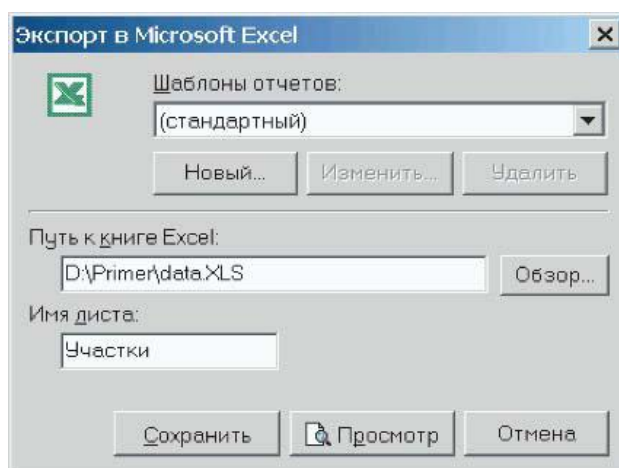 Экспорт в Microsoft Excel
Шаблоны отчетов:
(стандартный)
Новый... Изменить... Удалить
Путь к книге Excel:
D:\Primer\data.XLS Обзор...
Имя листа:
Участки
Сохранить Просмотр Отмена